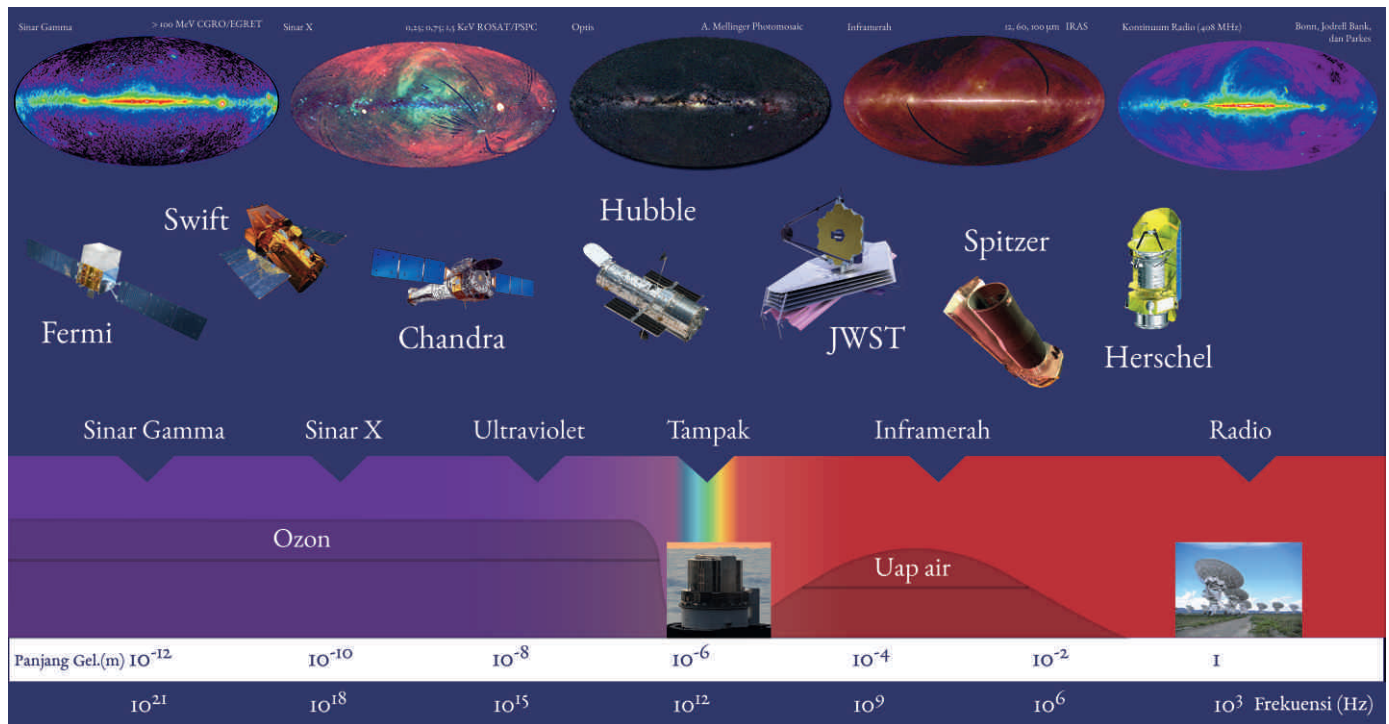 Sinar Gamma
> 100 MeV CGRO/EGRET
Sinar X
0,25; 0,75; 1,5 KeV ROSAT/PSPC
Optis
A. Mellinger Photomosaic
Inframerah
12, 60, 100 μm IRAS
Kontinuum Radio (408 MHz)
Bonn, Jodrell Bank,
dan Parkes
Fermi
Swift
Chandra
Hubble
JWST
Spitzer
Herschel
Sinar Gamma
Sinar X
Ultraviolet
Tampak
Inframerah
Radio
Ozon
Uap air
Panjang Gel.(m) 10⁻¹² 10⁻¹⁰ 10⁻⁸ 10⁻⁶ 10⁻⁴ 10⁻² 1
10²¹ 10¹⁸ 10¹⁵ 10¹² 10⁹ 10⁶ 10³ Frekuensi (Hz)